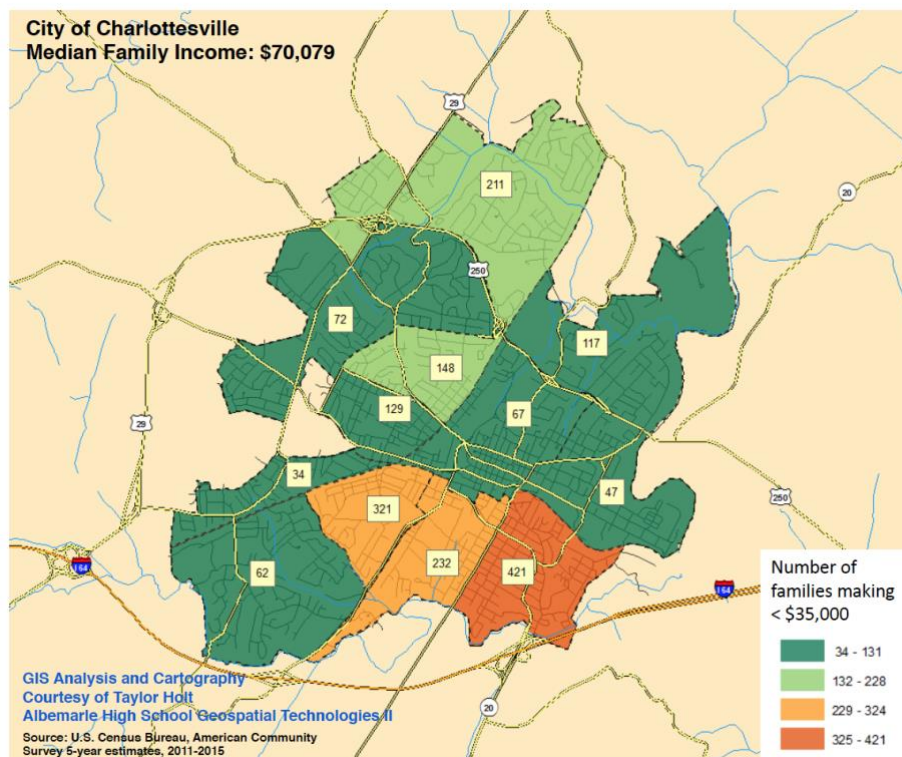 City of Charlottesville
Median Family Income: $70,079
29
211
20
250
72
117
148
129
67
29
34
47
250
321
62
232
421
164
164
20
Number of
families making
< $35,000
34 - 131
132 - 228
229 - 324
325 - 421
GIS Analysis and Cartography
Courtesy of Taylor Holt
Albemarle High School Geospatial Technologies II
Source: U.S. Census Bureau, American Community
Survey 5-year estimates, 2011-2015